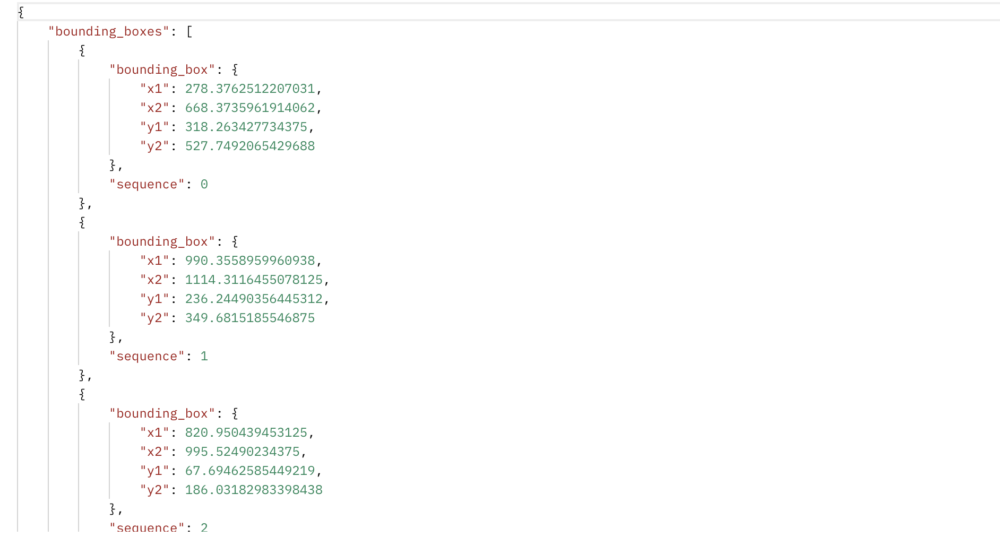 {
"bounding_boxes": [
{
"bounding_box": {
"x1": 278.3762512207031,
"x2": 668.3735961914062,
"y1": 318.263427734375,
"y2": 527.7492065429688
},
"sequence": 0
},
{
"bounding_box": {
"x1": 990.3558959960938,
"x2": 1114.3116455078125,
"y1": 236.24490356445312,
"y2": 349.6815185546875
},
"sequence": 1
},
{
"bounding_box": {
"x1": 820.950439453125,
"x2": 995.52490234375,
"y1": 67.69462585449219,
"y2": 186.03182983398438
},
"sequence": 2